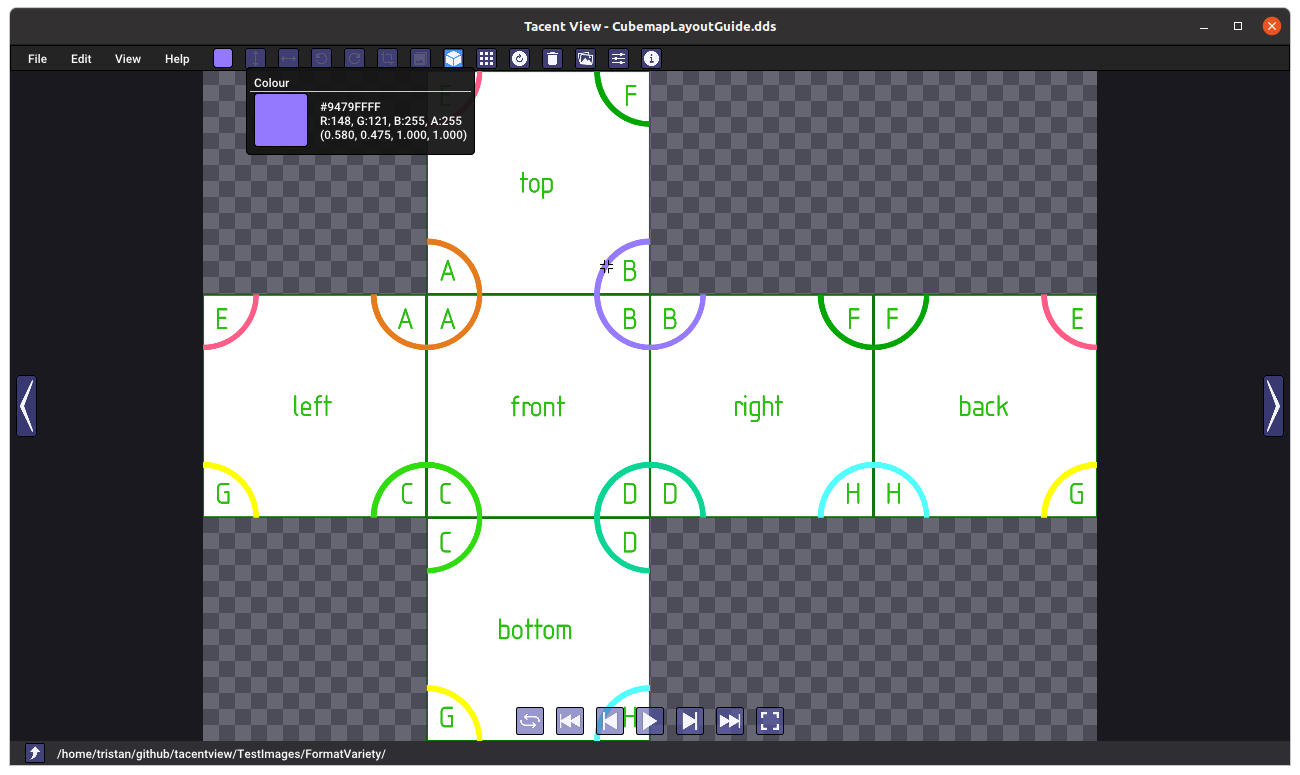 Tacent View - CubemapLayoutGuide.dds
File Edit View Help
Colour
#9479FFFF
R:148, G:121, B:255, A:255
(0.580, 0.475, 1.000, 1.000)
E F
top
A B
E A A B B F F E
left front right back
G C C D D H H G
C D
bottom
G H
/home/tristan/github/tacentview/TestImages/FormatVariety/